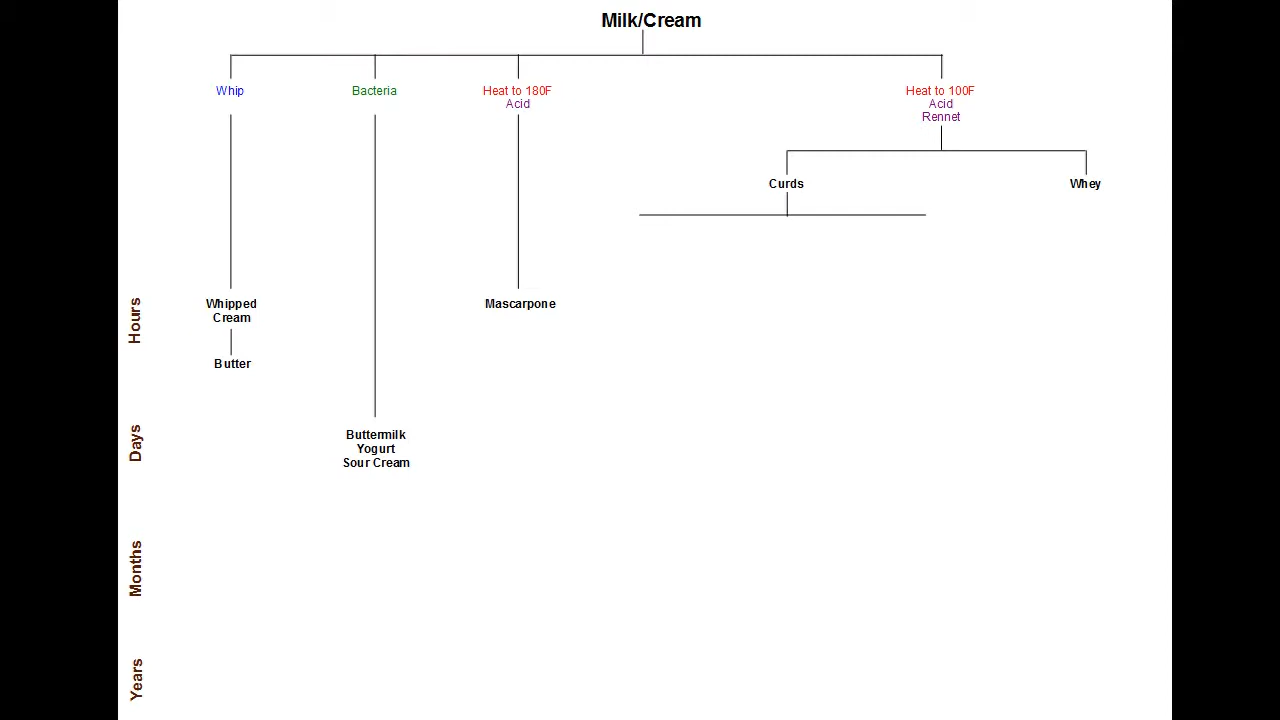 Milk/Cream
Whip
Bacteria
Heat to 180F
Acid
Heat to 100F
Acid
Rennet
Curds
Whey
Hours
Whipped
Cream
Mascarpone
Butter
Days
Buttermilk
Yogurt
Sour Cream
Months
Years